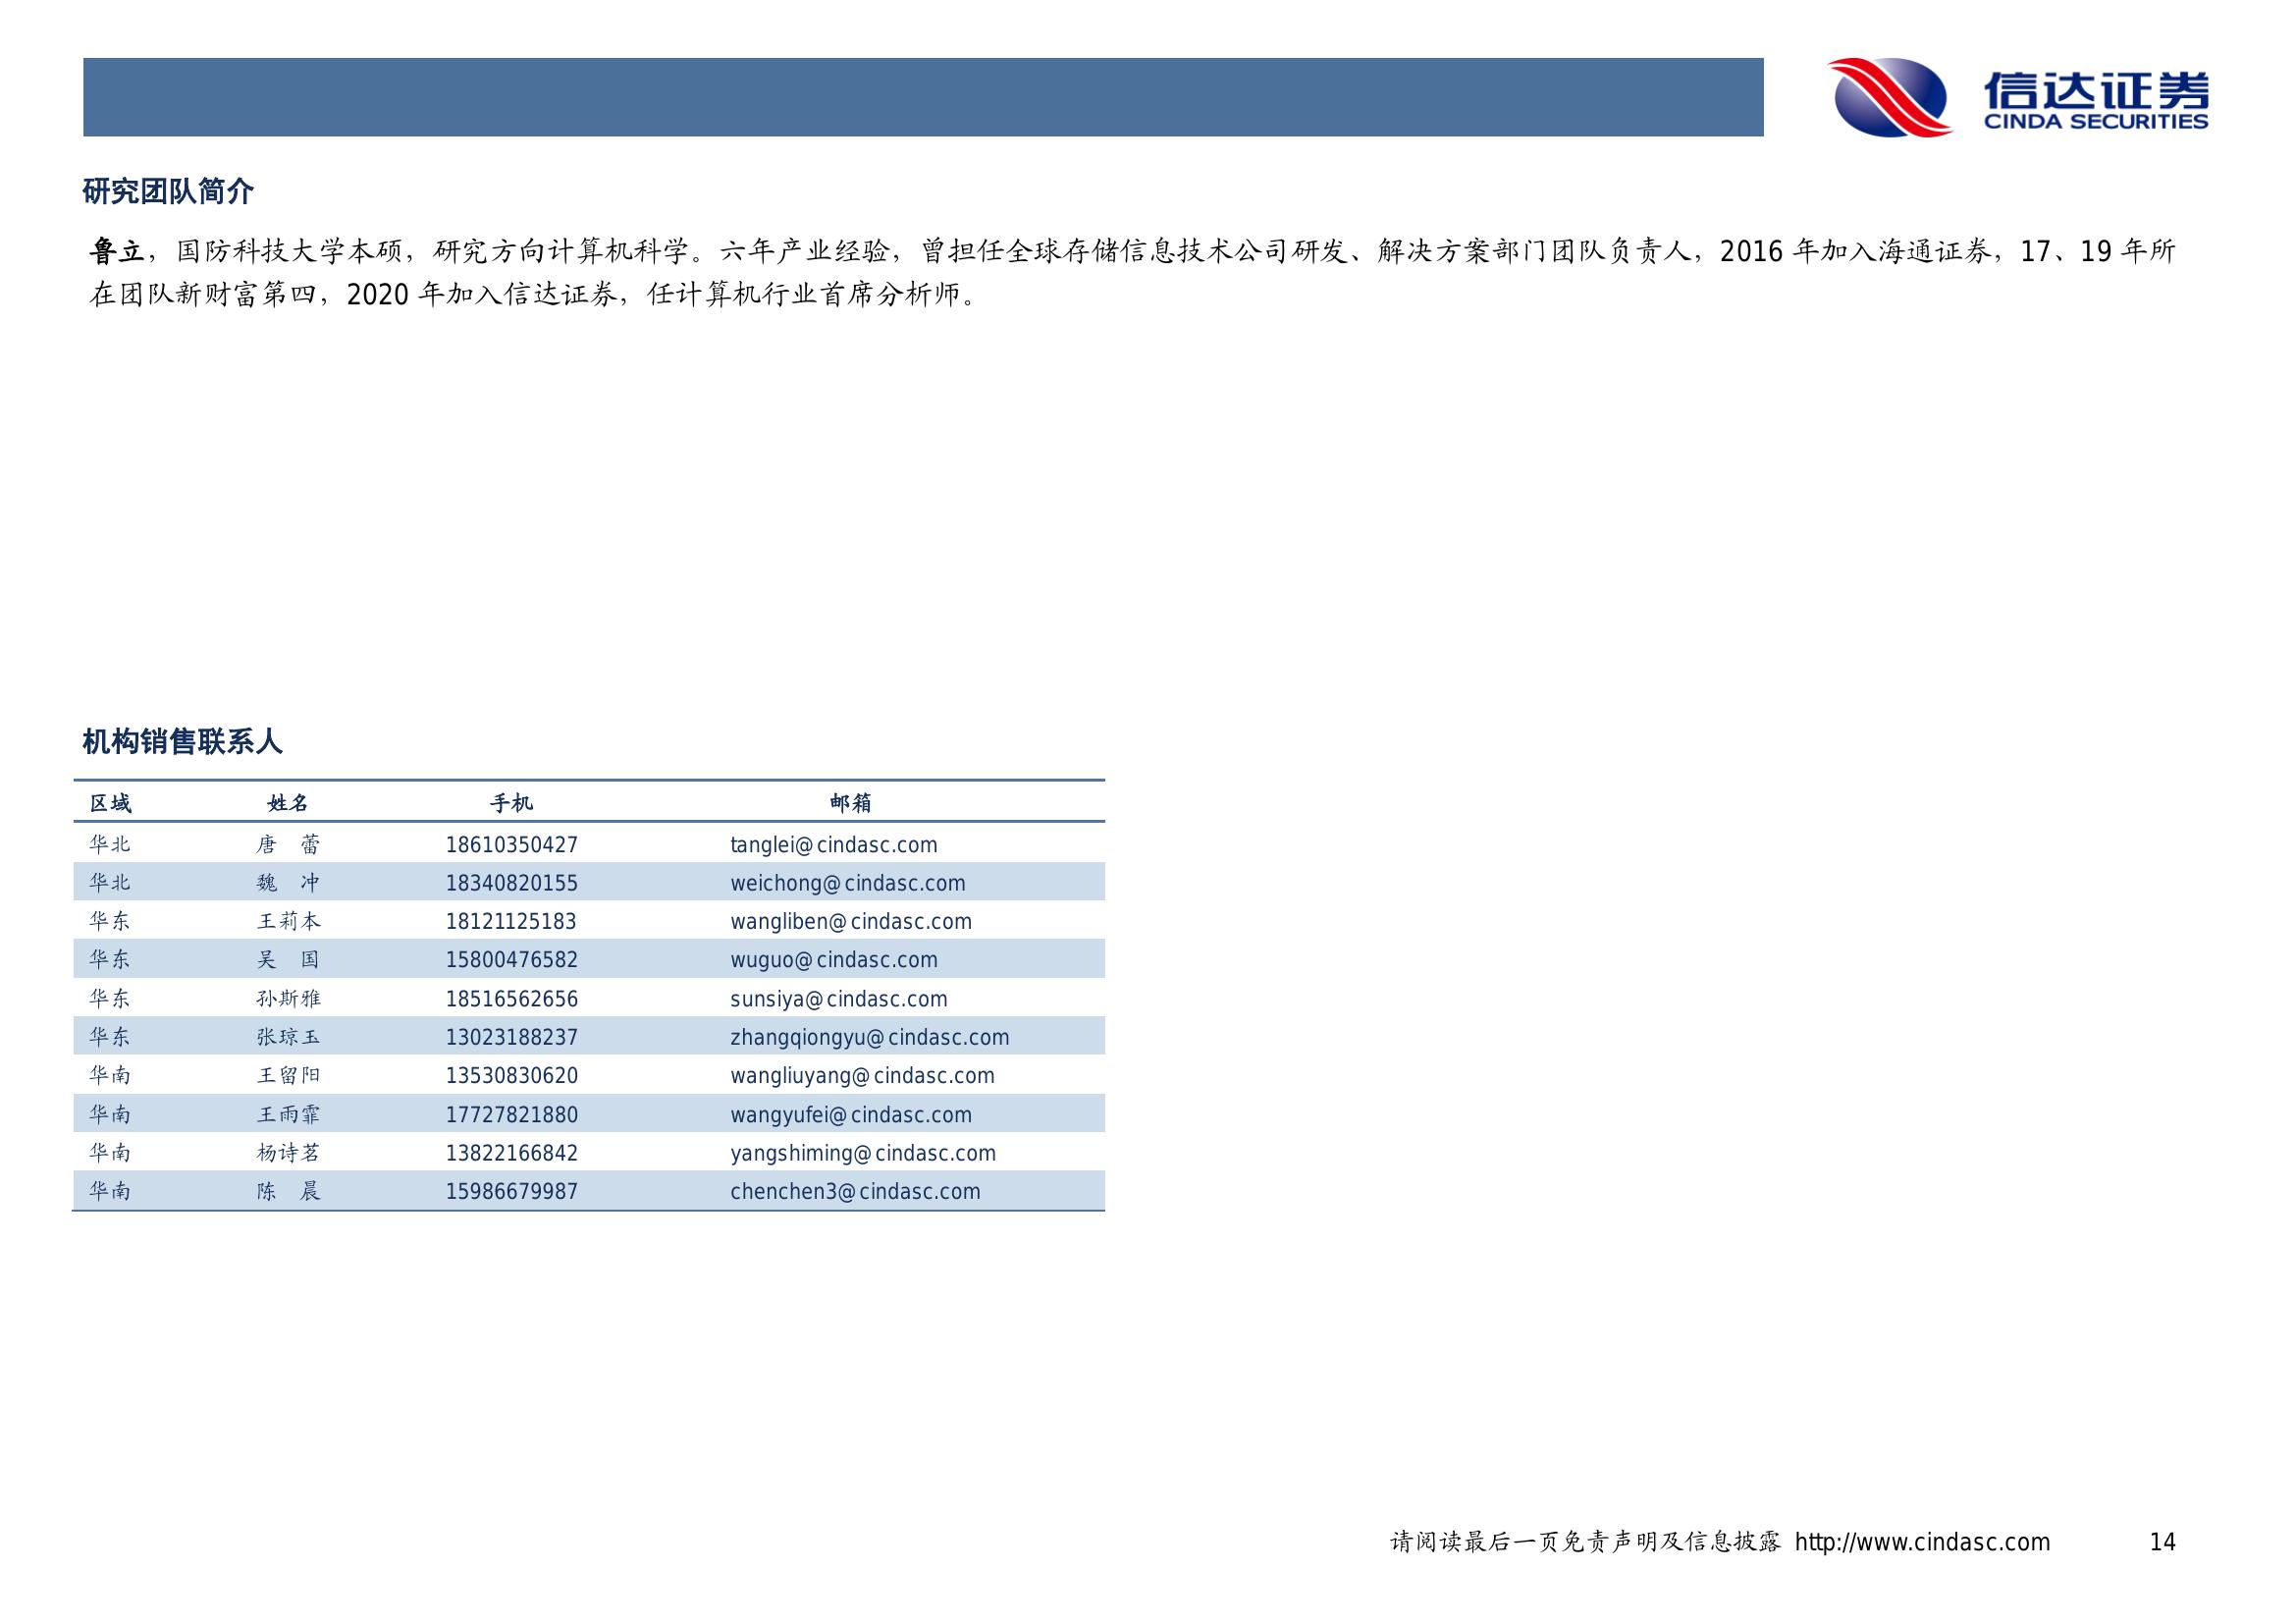 信达证券
CINDA SECURITIES
研究团队简介
鲁立，国防科技大学本硕，研究方向计算机科学。六年产业经验，曾担任全球存储信息技术公司研发、解决方案部门团队负责人，2016 年加入海通证券，17、19 年所
在团队新财富第四，2020 年加入信达证券，任计算机行业首席分析师。
机构销售联系人
区域 姓名 手机 邮箱
华北 唐　蕾 18610350427 tanglei@cindasc.com
华北 魏　冲 18340820155 weichong@cindasc.com
华东 王莉本 18121125183 wangliben@cindasc.com
华东 吴　国 15800476582 wuguo@cindasc.com
华东 孙斯雅 18516562656 sunsiya@cindasc.com
华东 张琼玉 13023188237 zhangqiongyu@cindasc.com
华南 王留阳 13530830620 wangliuyang@cindasc.com
华南 王雨霏 17727821880 wangyufei@cindasc.com
华南 杨诗茗 13822166842 yangshiming@cindasc.com
华南 陈　晨 15986679987 chenchen3@cindasc.com
请阅读最后一页免责声明及信息披露 http://www.cindasc.com 14